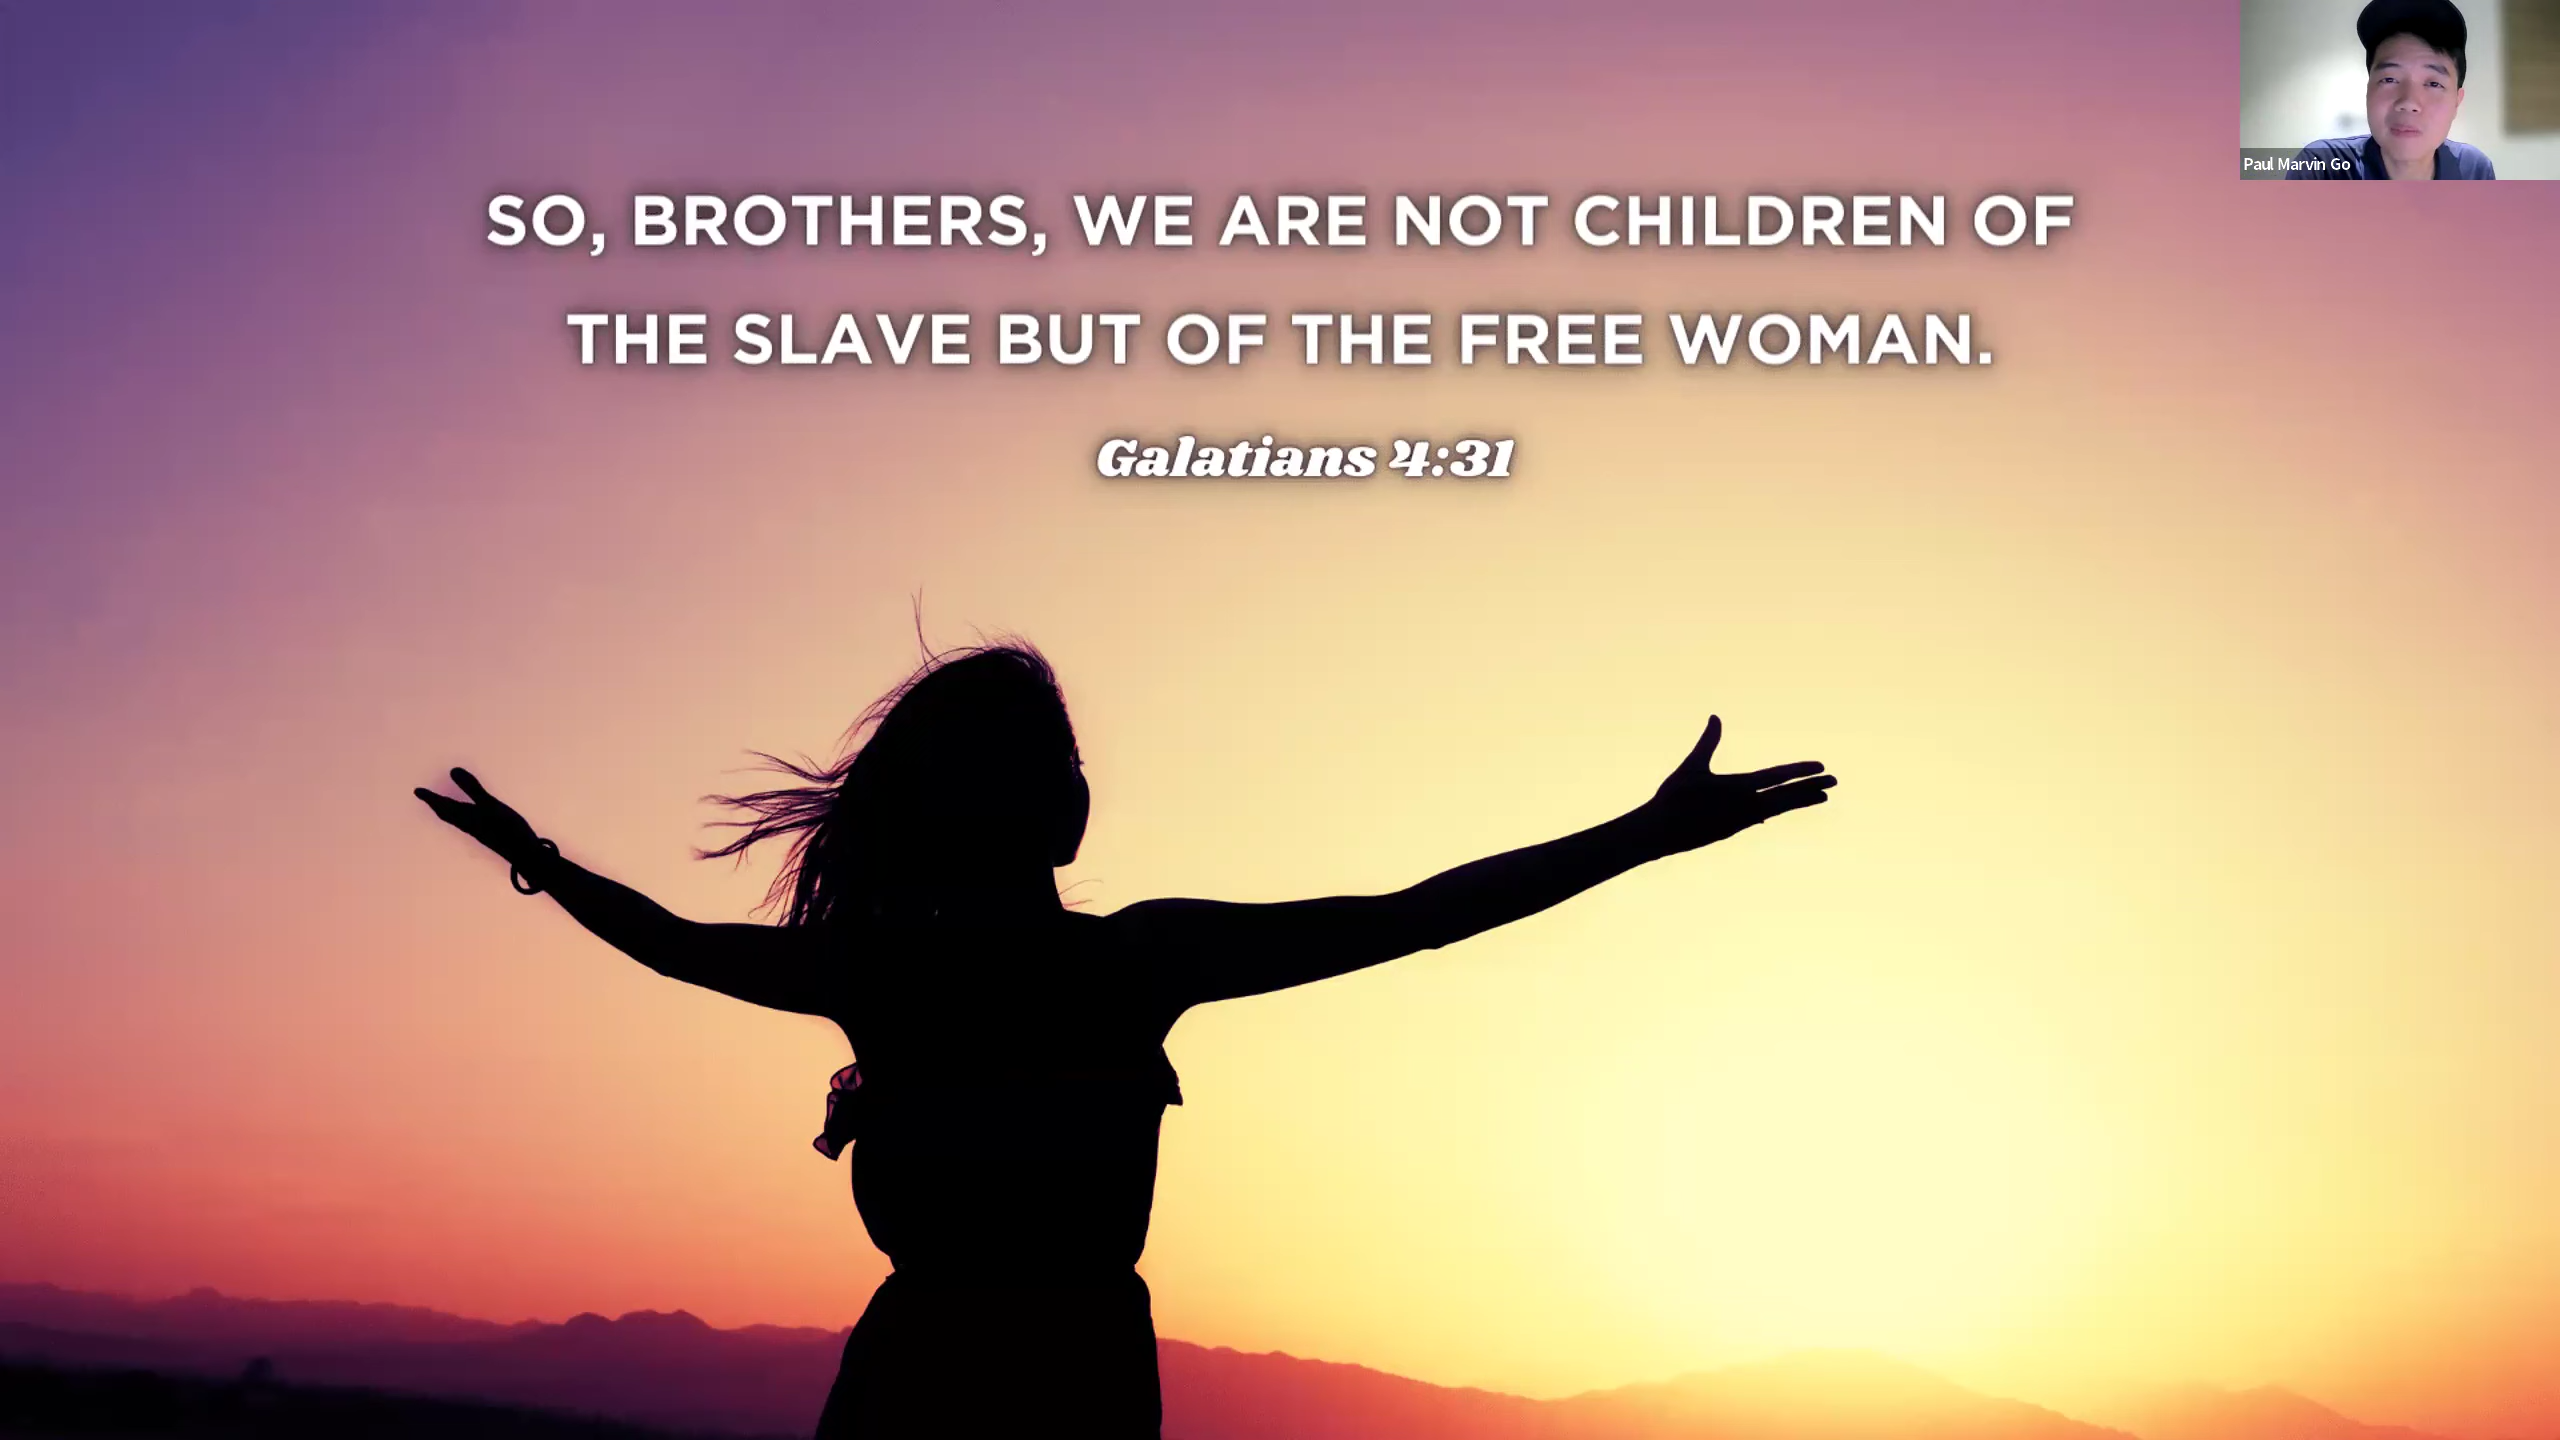 SO, BROTHERS, WE ARE NOT CHILDREN OF
THE SLAVE BUT OF THE FREE WOMAN.
Galatians 4:31
Paul Marvin Go